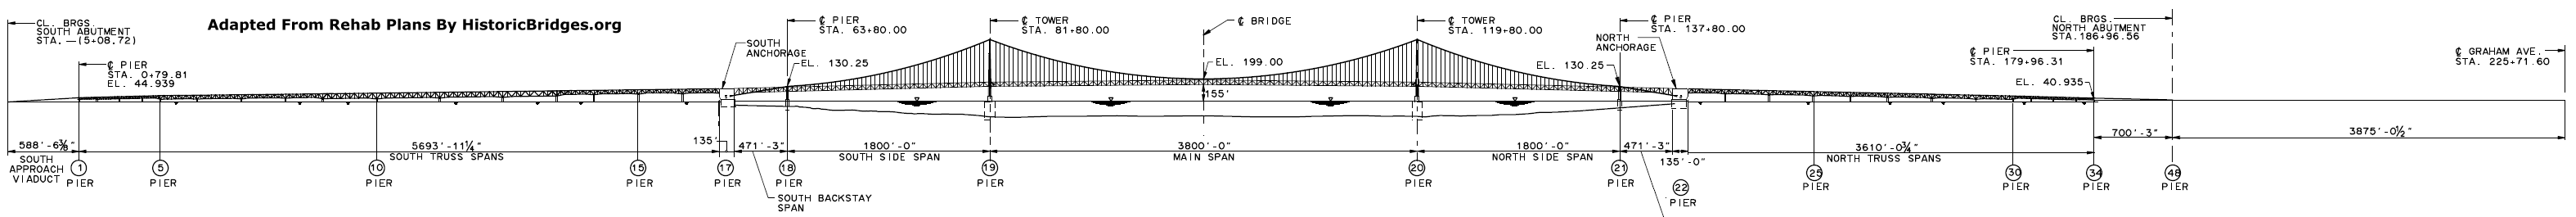 Adapted From Rehab Plans By HistoricBridges.org
CL. BRGS.
SOUTH ABUTMENT
STA. -(5+08.72)
℄ PIER
STA. 0+79.81
EL. 44.939
SOUTH
ANCHORAGE
℄ PIER
STA. 63+80.00
EL. 130.25
℄ TOWER
STA. 81+80.00
℄ BRIDGE
EL. 199.00
155'
℄ TOWER
STA. 119+80.00
℄ PIER
STA. 137+80.00
EL. 130.25
NORTH
ANCHORAGE
℄ PIER
STA. 179+96.31
EL. 40.935
CL. BRGS.
NORTH ABUTMENT
STA.186+96.56
℄ GRAHAM AVE.
STA. 225+71.60
588'-6⅜"
SOUTH
APPROACH
VIADUCT
5693'-11¼"
SOUTH TRUSS SPANS
135'
471'-3"
SOUTH BACKSTAY
SPAN
1800'-0"
SOUTH SIDE SPAN
3800'-0"
MAIN SPAN
1800'-0"
NORTH SIDE SPAN
471'-3"
135'-0"
3610'-0¾"
NORTH TRUSS SPANS
700'-3"
3875'-0½"
1
PIER
5
PIER
10
PIER
15
PIER
17
PIER
18
PIER
19
PIER
20
PIER
21
PIER
22
PIER
25
PIER
30
PIER
34
PIER
48
PIER